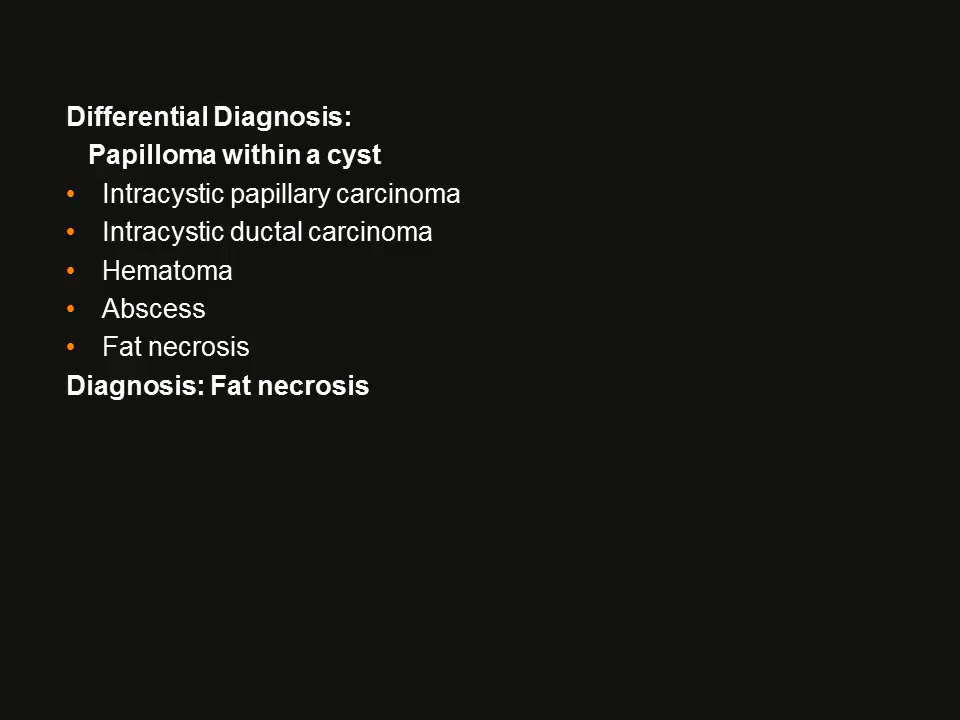 Differential Diagnosis:
Papilloma within a cyst
• Intracystic papillary carcinoma
• Intracystic ductal carcinoma
• Hematoma
• Abscess
• Fat necrosis
Diagnosis: Fat necrosis